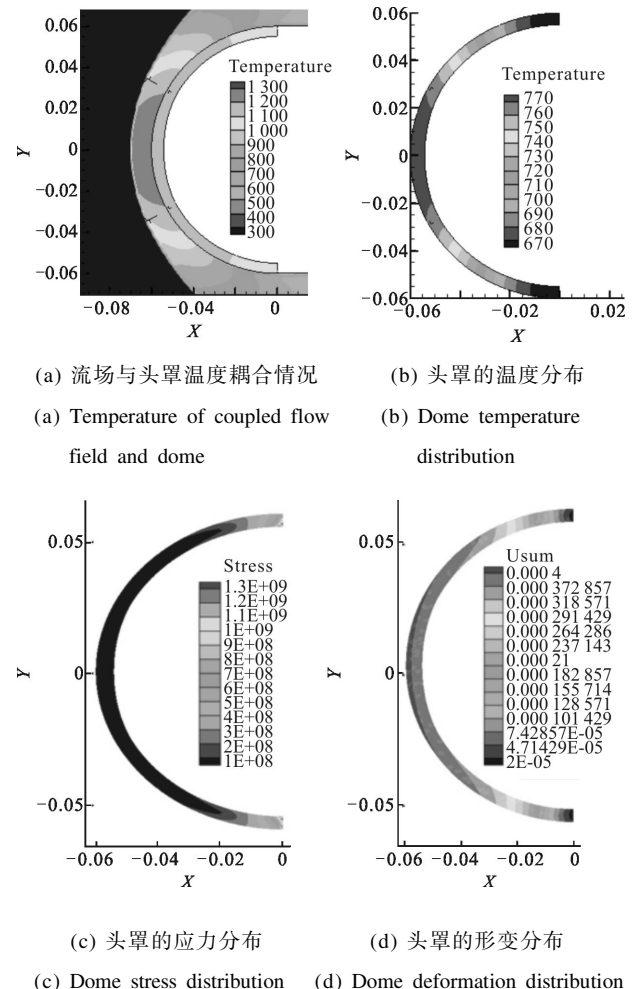 0.06
0.04
0.02
0
−0.02
−0.04
−0.06
Y
−0.08
−0.04
0
X
Temperature
1 300
1 200
1 100
1 000
900
800
700
600
500
400
300
0.06
0.04
0.02
0
−0.02
−0.04
−0.06
Y
−0.06
−0.02
0
0.02
X
Temperature
770
760
750
740
730
720
710
700
690
680
670
(a) 流场与头罩温度耦合情况
(a) Temperature of coupled flow
field and dome
(b) 头罩的温度分布
(b) Dome temperature
distribution
0.05
0
−0.05
Y
−0.06
−0.04
−0.02
0
X
Stress
1.3E+09
1.2E+09
1.1E+09
1E+09
9E+08
8E+08
7E+08
6E+08
5E+08
4E+08
3E+08
2E+08
1E+08
0.05
0
−0.05
Y
−0.06
−0.04
−0.02
0
X
Usum
0.000 4
0.000 372 857
0.000 318 571
0.000 291 429
0.000 264 286
0.000 237 143
0.000 21
0.000 182 857
0.000 155 714
0.000 128 571
0.000 101 429
7.42857E-05
4.71429E-05
2E-05
(c) 头罩的应力分布
(c) Dome stress distribution
(d) 头罩的形变分布
(d) Dome deformation distribution